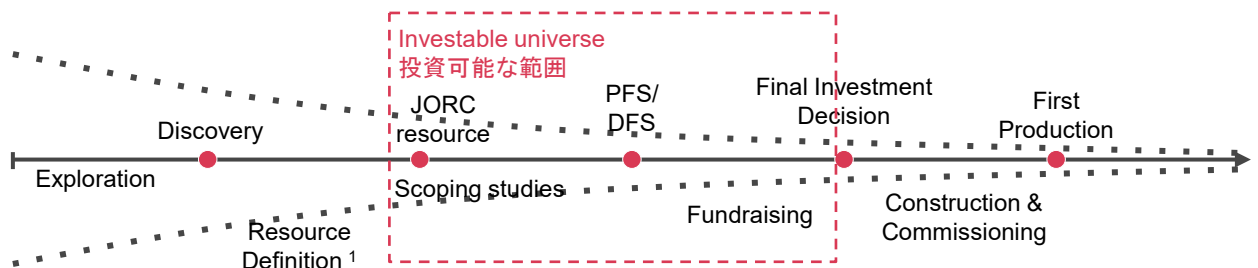 Investable universe
投資可能な範囲
Discovery
JORC
resource
PFS/
DFS
Final Investment
Decision
First
Production
Exploration
Resource
Definition 1
Scoping studies
Fundraising
Construction &
Commissioning